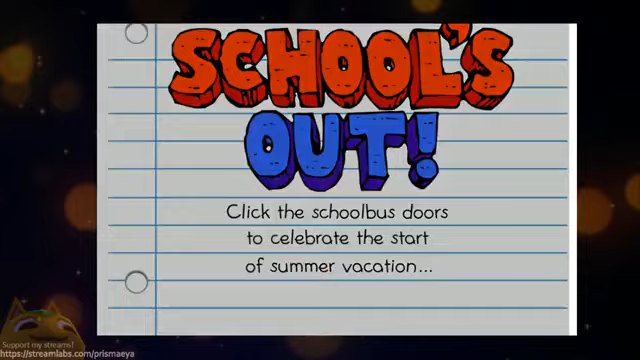 SCHOOL'S
OUT!
Click the schoolbus doors
to celebrate the start
of summer vacation...
Support my streams!
https://streamlabs.com/prismaeya